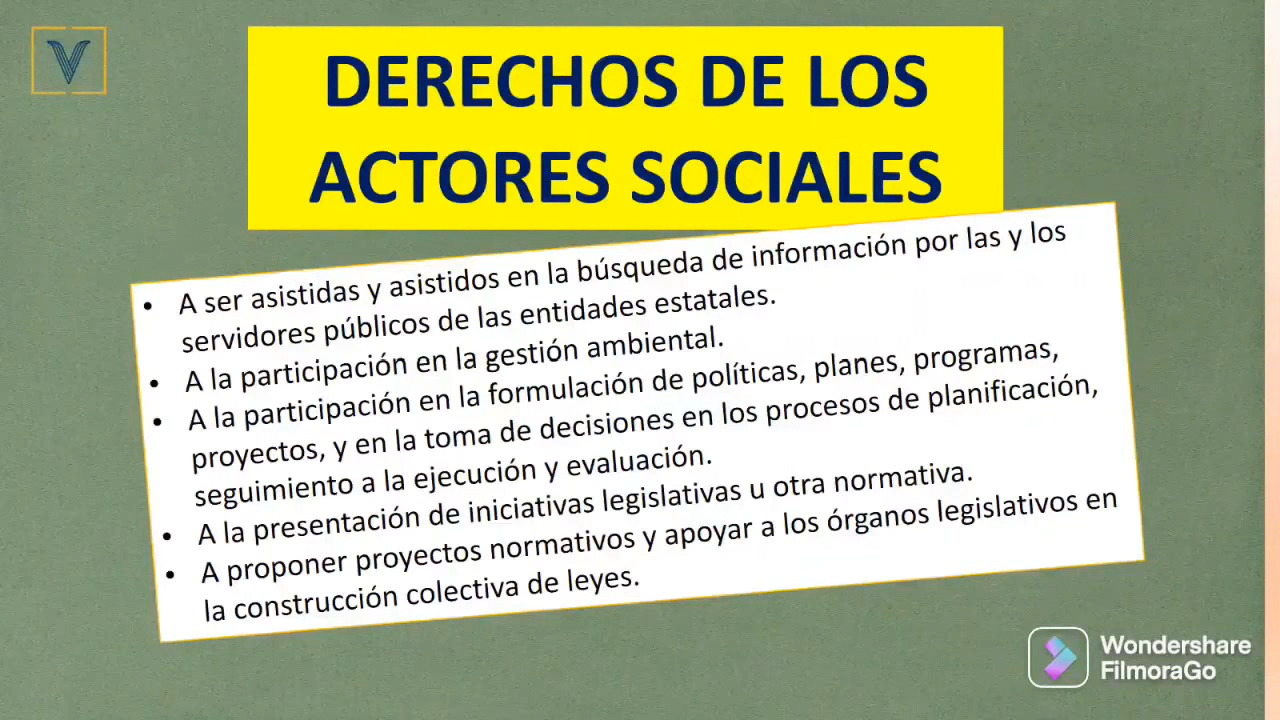 V
DERECHOS DE LOS
ACTORES SOCIALES
• A ser asistidas y asistidos en la búsqueda de información por las y los
servidores públicos de las entidades estatales.
• A la participación en la gestión ambiental.
• A la participación en la formulación de políticas, planes, programas,
proyectos, y en la toma de decisiones en los procesos de planificación,
seguimiento a la ejecución y evaluación.
• A la presentación de iniciativas legislativas u otra normativa.
• A proponer proyectos normativos y apoyar a los órganos legislativos en
la construcción colectiva de leyes.
Wondershare
FilmoraGo